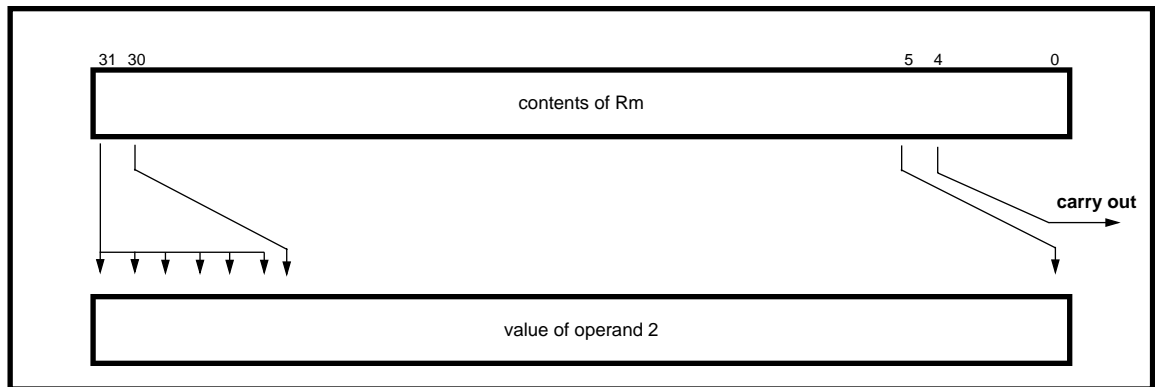 31 30 5 4 0
contents of Rm
carry out
value of operand 2